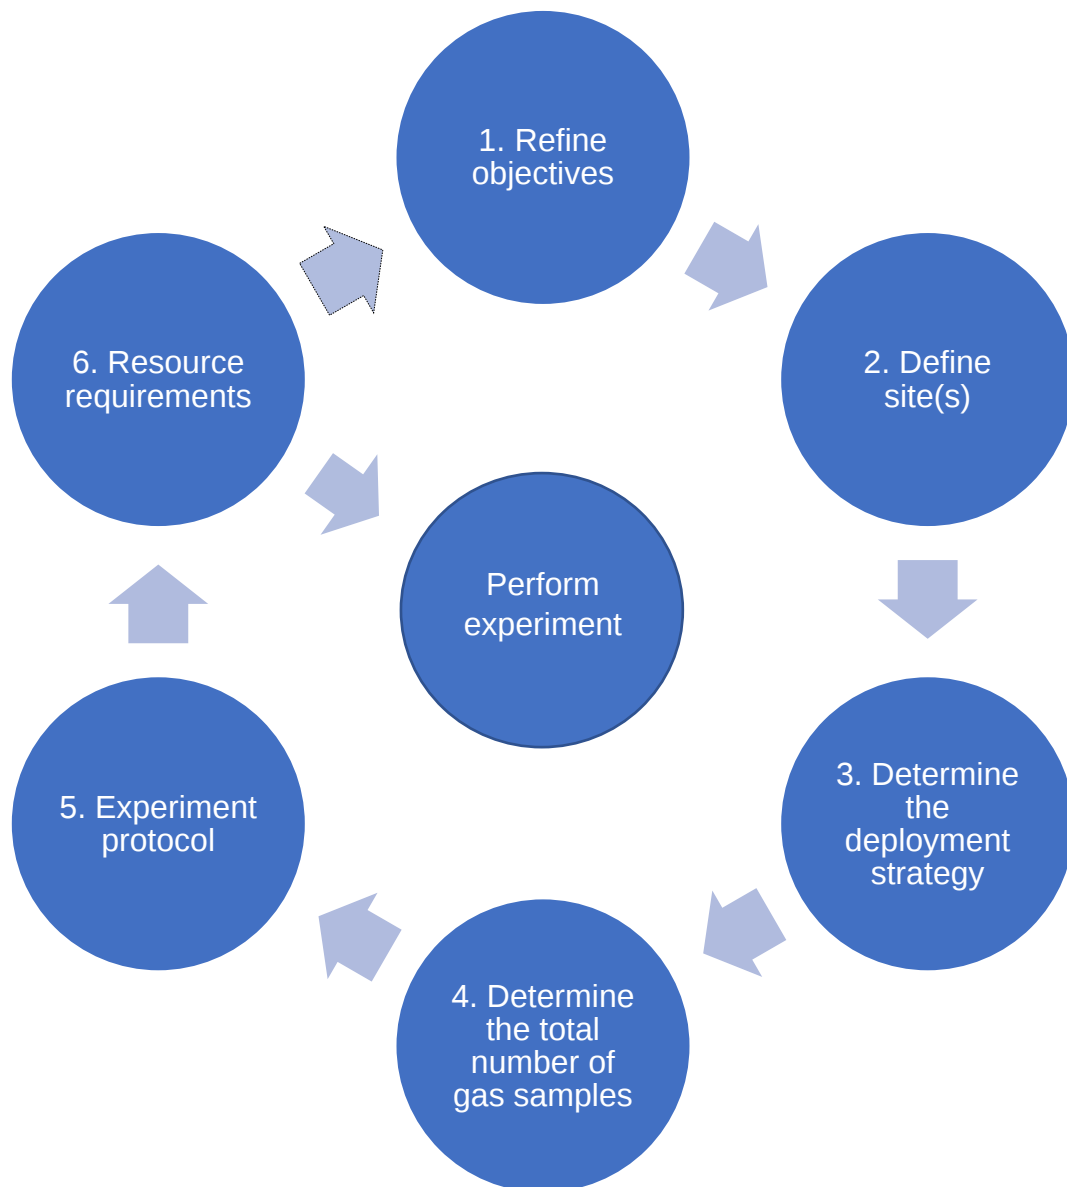 1. Refine
objectives
2. Define
site(s)
3. Determine
the
deployment
strategy
4. Determine
the total
number of
gas samples
5. Experiment
protocol
6. Resource
requirements
Perform
experiment